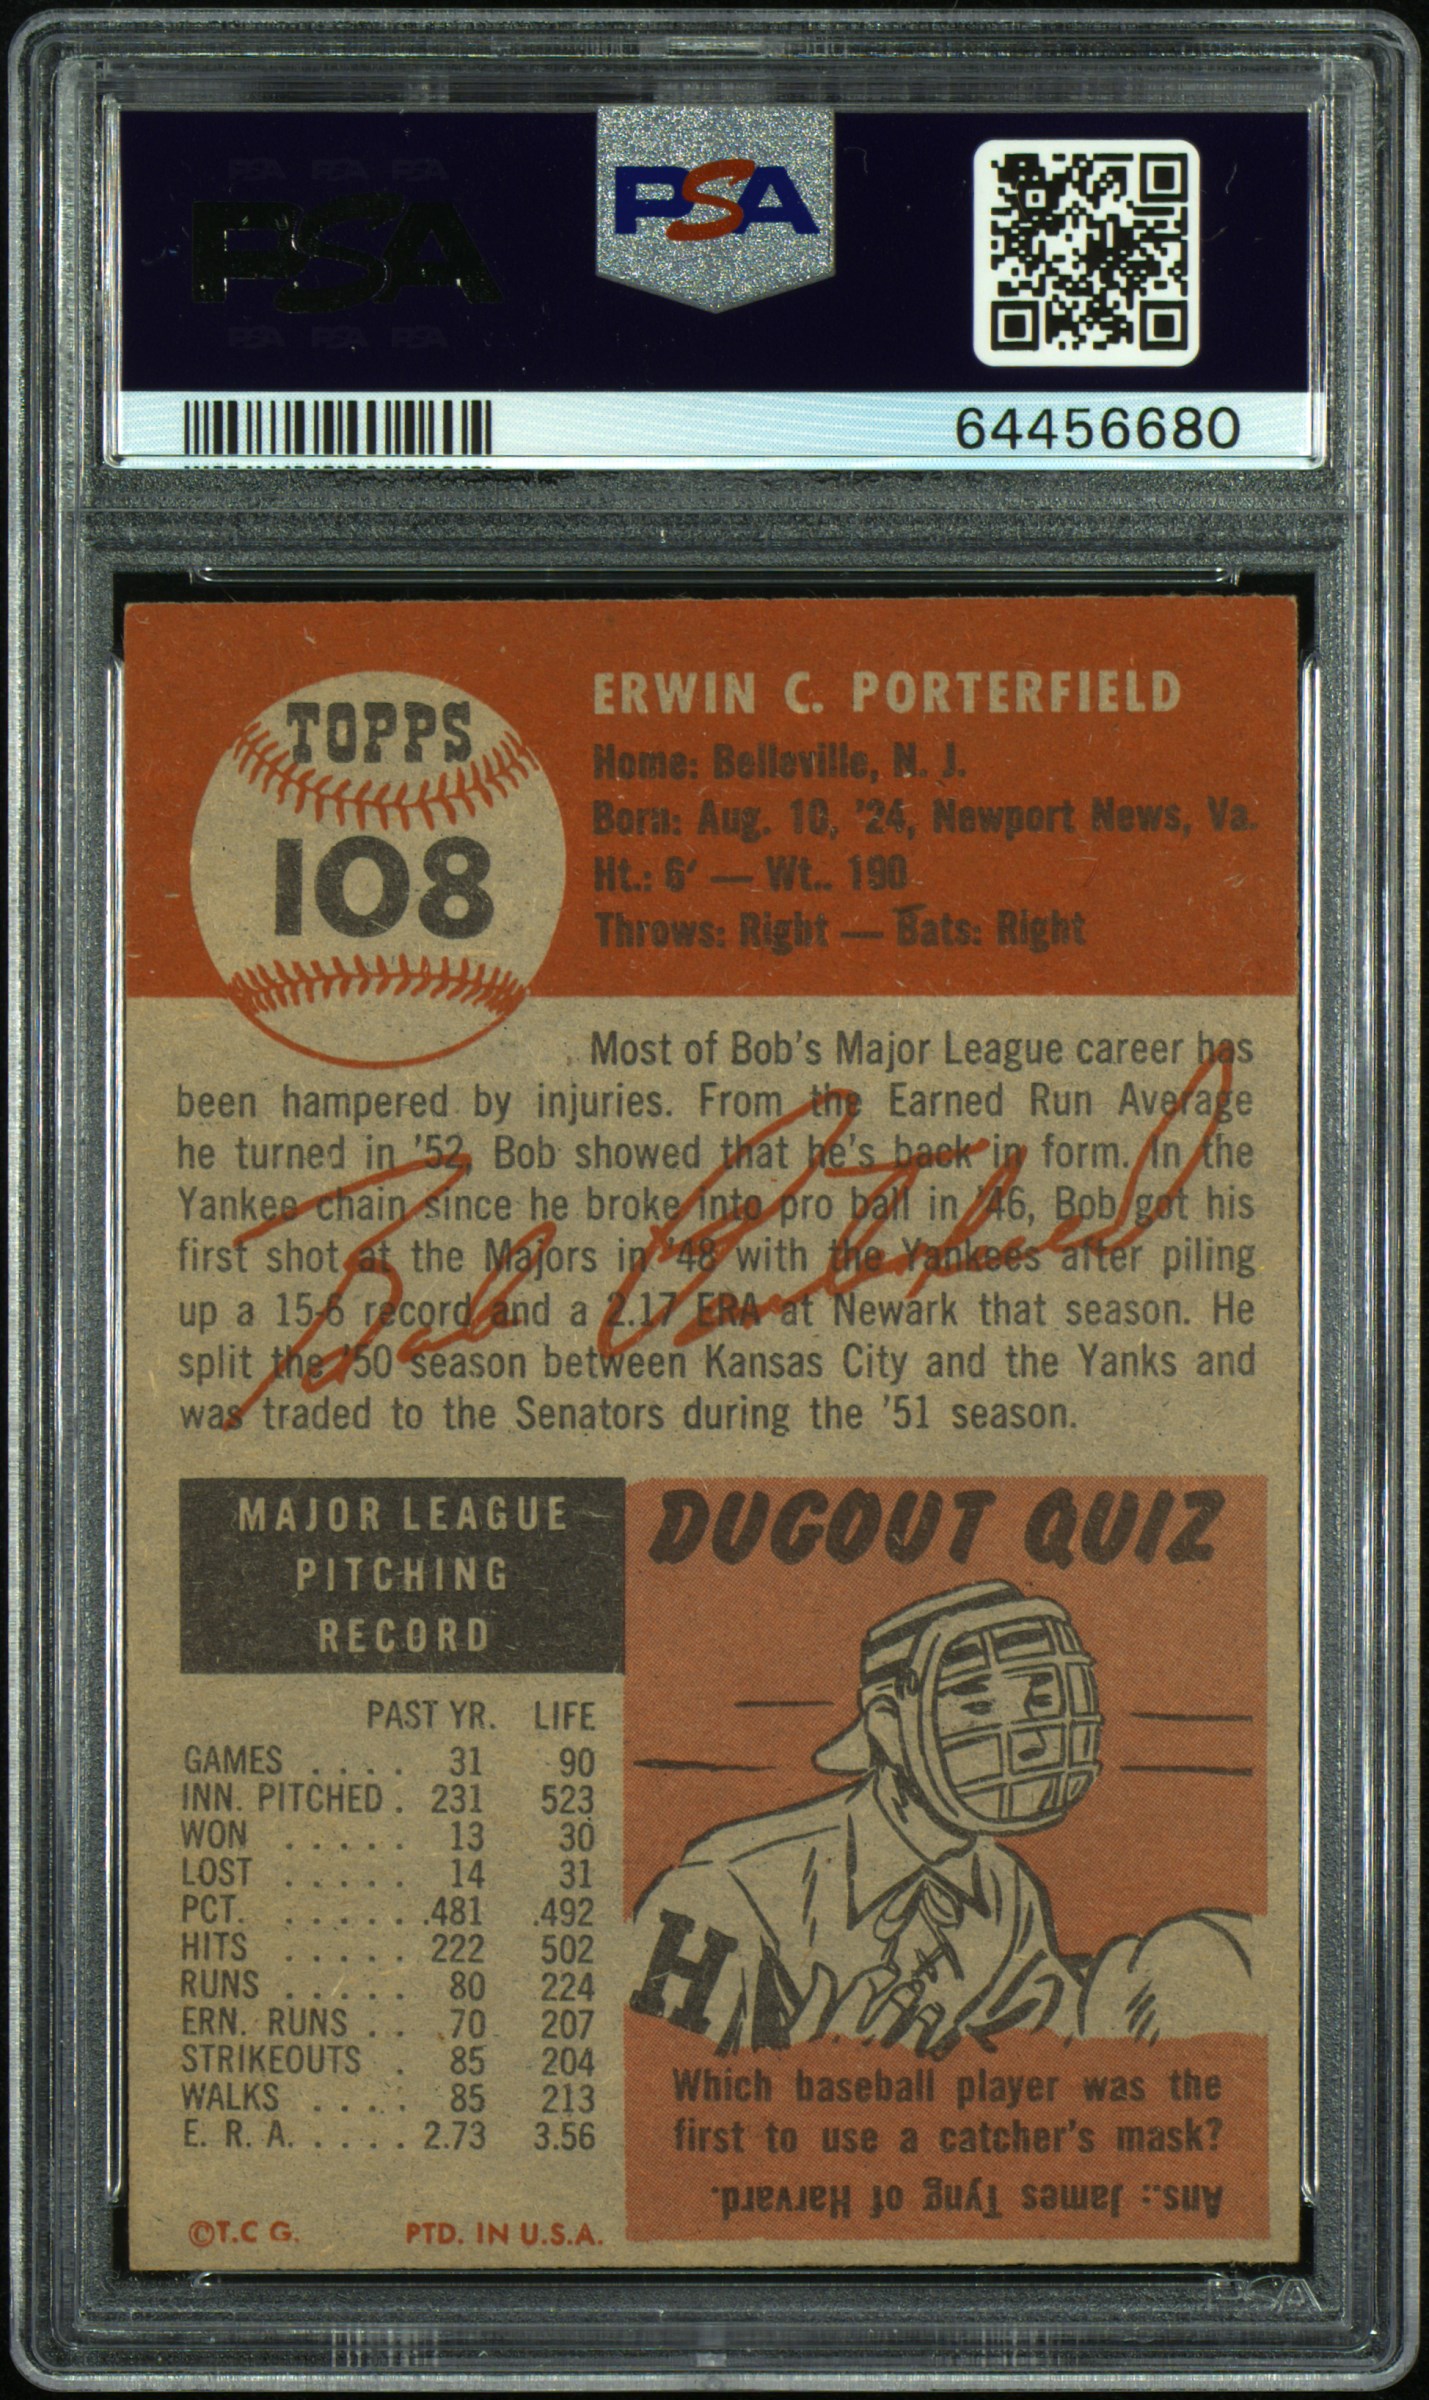 PSA PSA PSA
PSA
PSA PSA PSA
PSA
64456680
TOPPS
108
ERWIN C. PORTERFIELD
Home: Belleville, N. J.
Born: Aug. 10, '24, Newport News, Va.
Ht.: 6' — Wt.. 190
Throws: Right — Bats: Right
Most of Bob's Major League career has
been hampered by injuries. From the Earned Run Average
he turned in '52, Bob showed that he's back in form. In the
Yankee chain since he broke into pro ball in '46, Bob got his
first shot at the Majors in '48 with the Yankees after piling
up a 15-6 record and a 2.17 ERA at Newark that season. He
split the '50 season between Kansas City and the Yanks and
was traded to the Senators during the '51 season.
Bob Porterfield
MAJOR LEAGUE
PITCHING
RECORD
PAST YR. LIFE
GAMES . . . . 31 90
INN. PITCHED . 231 523
WON . . . . . 13 30
LOST . . . . . 14 31
PCT. . . . . . . .481 .492
HITS . . . . . 222 502
RUNS . . . . . 80 224
ERN. RUNS . . 70 207
STRIKEOUTS . 85 204
WALKS . . . . . 85 213
E. R. A. . . . . . 2.73 3.56
©T.C G. PTD. IN U.S.A.
DUGOUT QUIZ
H
Which baseball player was the
first to use a catcher's mask?
Ans.: James Tyng of Harvard.
PSA